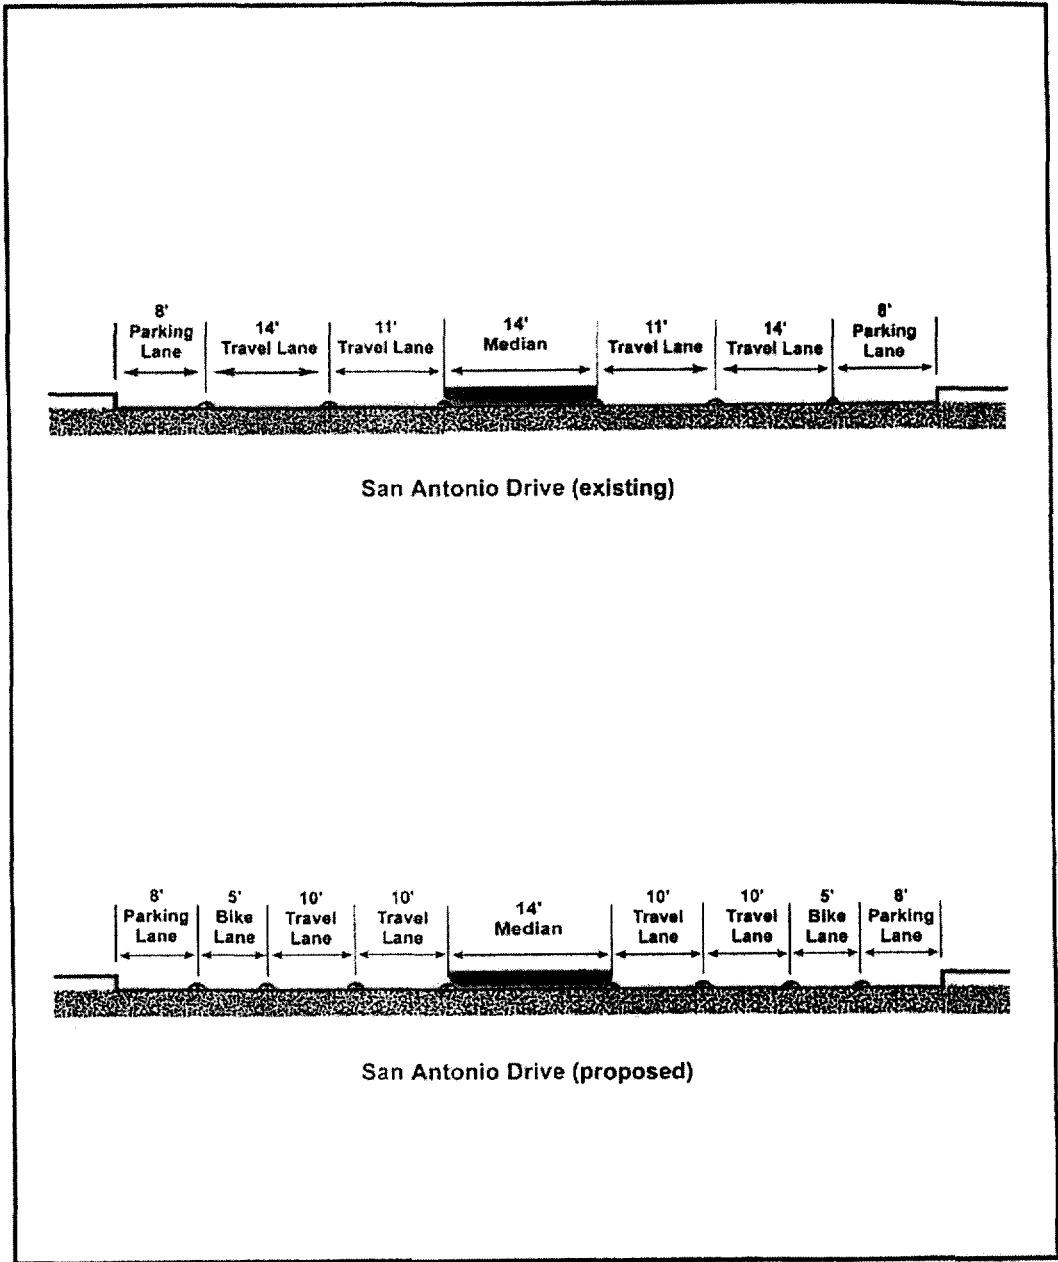 8'
Parking
Lane
14'
Travel Lane
11'
Travel Lane
14'
Median
11'
Travel Lane
14'
Travel Lane
8'
Parking
Lane
San Antonio Drive (existing)
8'
Parking
Lane
5'
Bike
Lane
10'
Travel
Lane
10'
Travel
Lane
14'
Median
10'
Travel
Lane
10'
Travel
Lane
5'
Bike
Lane
8'
Parking
Lane
San Antonio Drive (proposed)